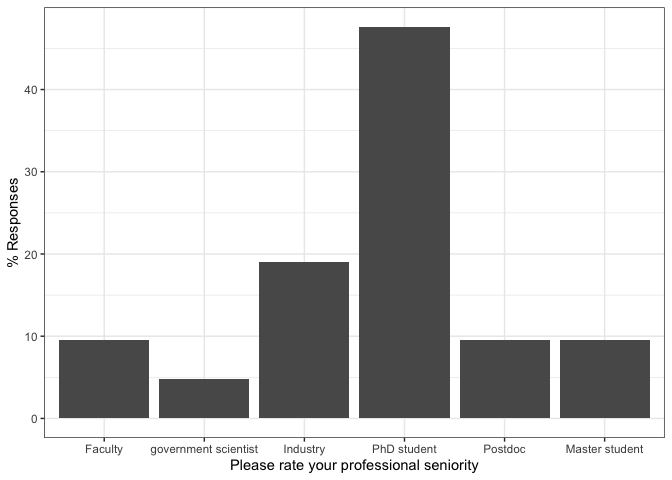 % Responses
40
30
20
10
0
Faculty government scientist Industry PhD student Postdoc Master student
Please rate your professional seniority